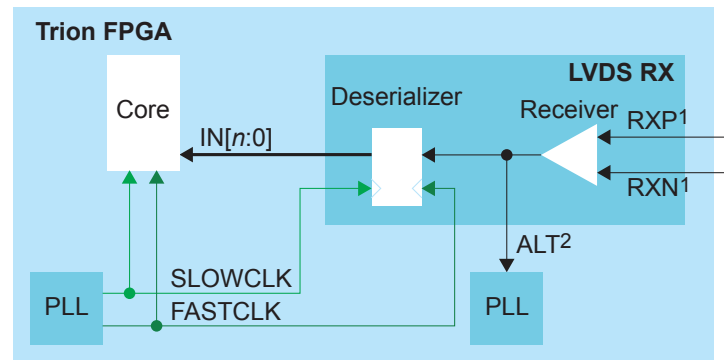 Trion FPGA
LVDS RX
Deserializer
Core
Receiver
RXP1
IN[n:0]
RXN1
ALT2
SLOWCLK
PLL
FASTCLK
PLL